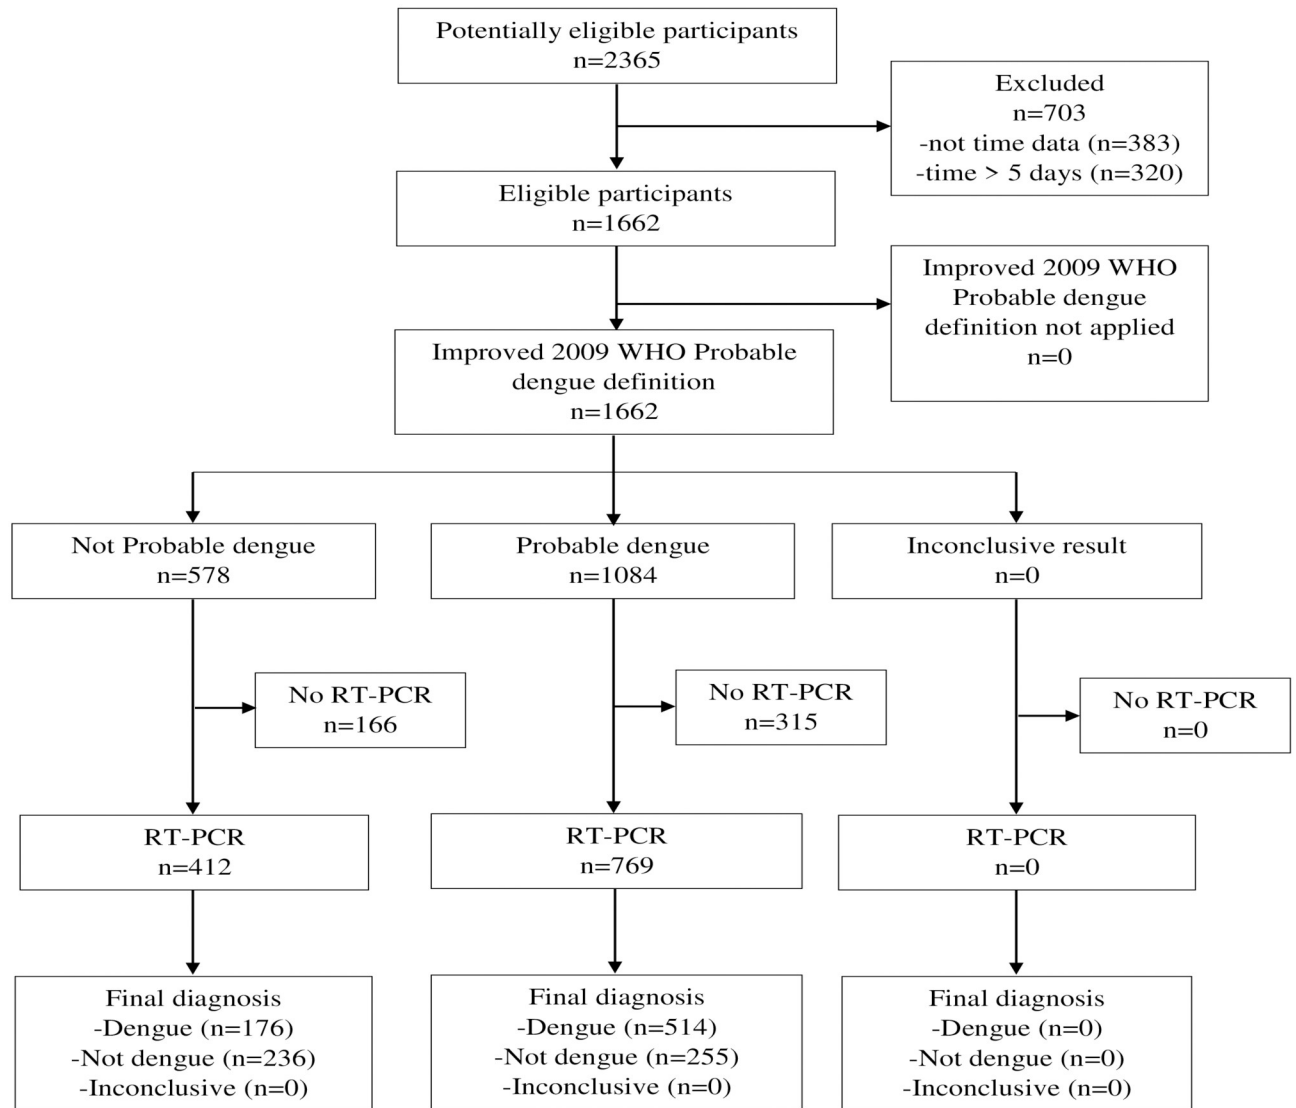 Potentially eligible participants
n=2365
Excluded
n=703
-not time data (n=383)
-time > 5 days (n=320)
Eligible participants
n=1662
Improved 2009 WHO
Probable dengue
definition not applied
n=0
Improved 2009 WHO Probable
dengue definition
n=1662
Not Probable dengue
n=578
Probable dengue
n=1084
Inconclusive result
n=0
No RT-PCR
n=166
No RT-PCR
n=315
No RT-PCR
n=0
RT-PCR
n=412
RT-PCR
n=769
RT-PCR
n=0
Final diagnosis
-Dengue (n=176)
-Not dengue (n=236)
-Inconclusive (n=0)
Final diagnosis
-Dengue (n=514)
-Not dengue (n=255)
-Inconclusive (n=0)
Final diagnosis
-Dengue (n=0)
-Not dengue (n=0)
-Inconclusive (n=0)